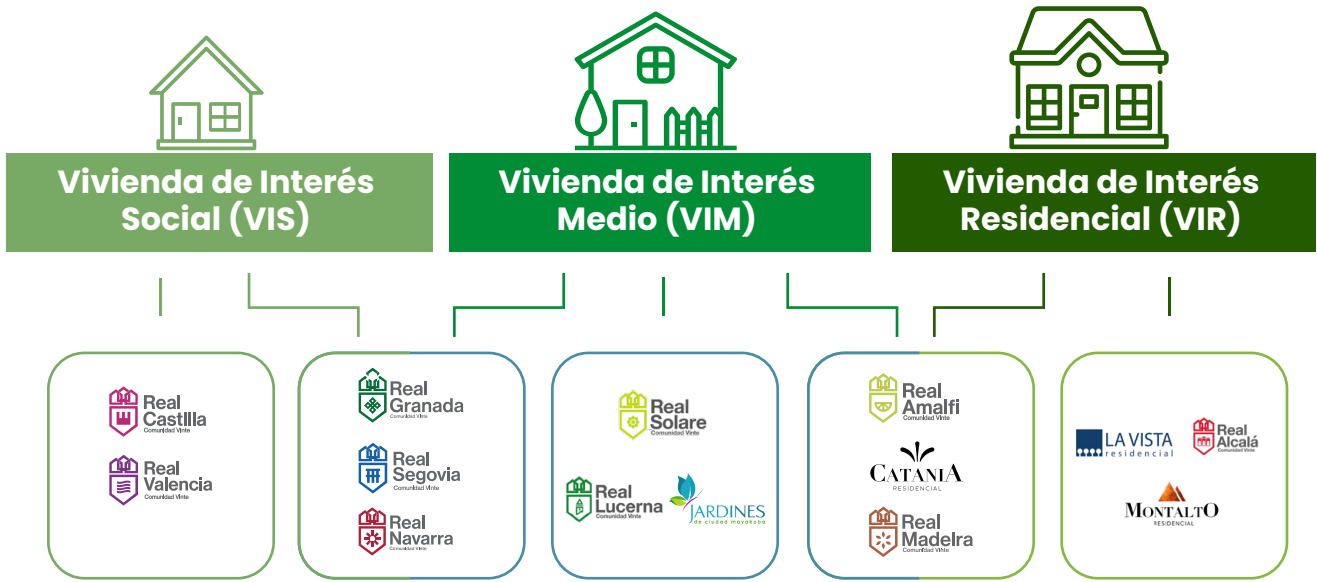 Vivienda de Interés
Social (VIS)
Vivienda de Interés
Medio (VIM)
Vivienda de Interés
Residencial (VIR)
Real
Castilla
Comunidad Vinte
Real
Valencia
Comunidad Vinte
Real
Granada
Comunidad Vinte
Real
Segovia
Comunidad Vinte
Real
Navarra
Comunidad Vinte
Real
Solare
Comunidad Vinte
Real
Lucerna
Comunidad Vinte
JARDINES
de ciudad mayakoba
Real
Amalfi
Comunidad Vinte
CATANIA
RESIDENCIAL
Real
Madeira
Comunidad Vinte
LA VISTA
residencial
Real
Alcalá
Comunidad Vinte
MONTALTO
RESIDENCIAL